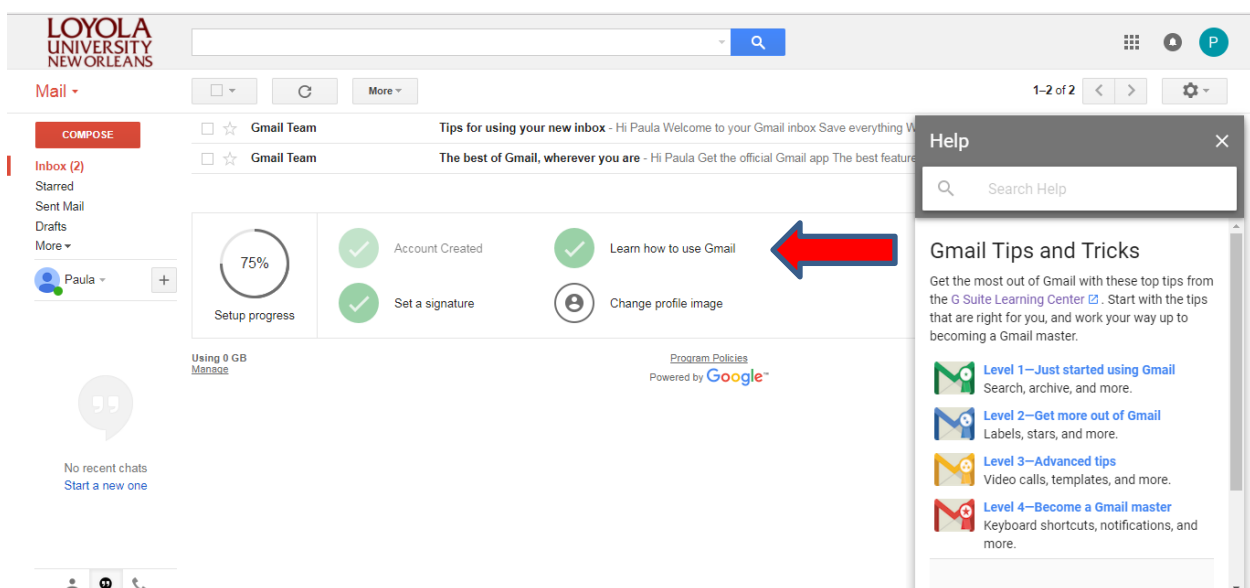 LOYOLA
UNIVERSITY
NEW ORLEANS
P
Mail
More
1–2 of 2
COMPOSE
Gmail Team Tips for using your new inbox - Hi Paula Welcome to your Gmail inbox Save everything W
Gmail Team The best of Gmail, wherever you are - Hi Paula Get the official Gmail app The best feature
Inbox (2)
Starred
Sent Mail
Drafts
More
Paula
+
75%
Setup progress
Account Created
Learn how to use Gmail
Set a signature
Change profile image
Using 0 GB
Manage
Program Policies
Powered by Google™
No recent chats
Start a new one
Help
Search Help
Gmail Tips and Tricks
Get the most out of Gmail with these top tips from
the G Suite Learning Center . Start with the tips
that are right for you, and work your way up to
becoming a Gmail master.
Level 1—Just started using Gmail
Search, archive, and more.
Level 2—Get more out of Gmail
Labels, stars, and more.
Level 3—Advanced tips
Video calls, templates, and more.
Level 4—Become a Gmail master
Keyboard shortcuts, notifications, and
more.